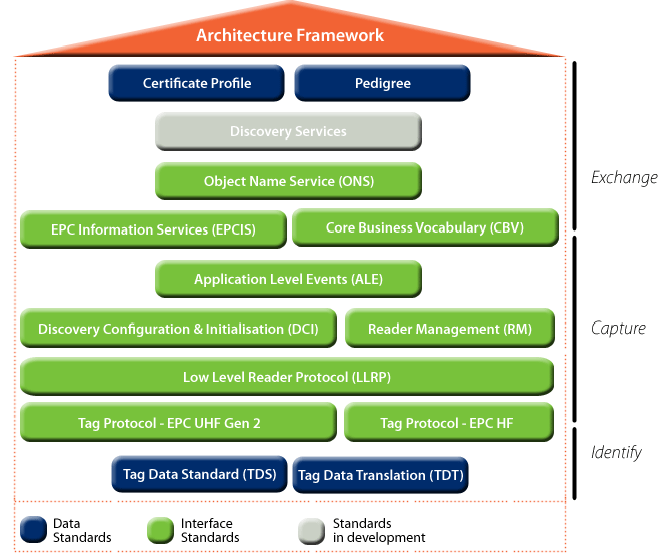 Architecture Framework
Certificate Profile
Pedigree
Discovery Services
Object Name Service (ONS)
Exchange
EPC Information Services (EPCIS)
Core Business Vocabulary (CBV)
Application Level Events (ALE)
Discovery Configuration & Initialisation (DCI)
Reader Management (RM)
Capture
Low Level Reader Protocol (LLRP)
Tag Protocol - EPC UHF Gen 2
Tag Protocol - EPC HF
Identify
Tag Data Standard (TDS)
Tag Data Translation (TDT)
Data
Standards
Interface
Standards
Standards
in development